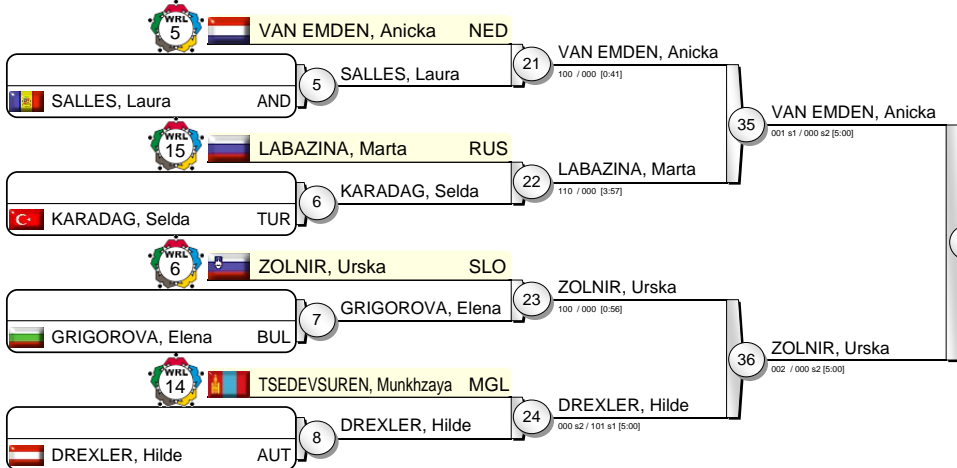 WRL
5
VAN EMDEN, Anicka NED
21
VAN EMDEN, Anicka
100 / 000 [0:41]
5
SALLES, Laura
SALLES, Laura AND
35
VAN EMDEN, Anicka
001 s1 / 000 s2 [5:00]
WRL
15
LABAZINA, Marta RUS
22
LABAZINA, Marta
110 / 000 [3:57]
6
KARADAG, Selda
KARADAG, Selda TUR
WRL
6
ZOLNIR, Urska SLO
23
ZOLNIR, Urska
100 / 000 [0:56]
7
GRIGOROVA, Elena
GRIGOROVA, Elena BUL
36
ZOLNIR, Urska
002 / 000 s2 [5:00]
WRL
14
TSEDEVSUREN, Munkhzaya MGL
24
DREXLER, Hilde
000 s2 / 101 s1 [5:00]
8
DREXLER, Hilde
DREXLER, Hilde AUT